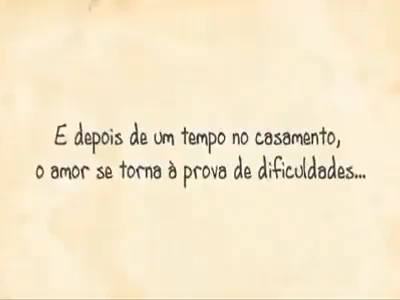 E depois de um tempo no casamento,
o amor se torna à prova de dificuldades...